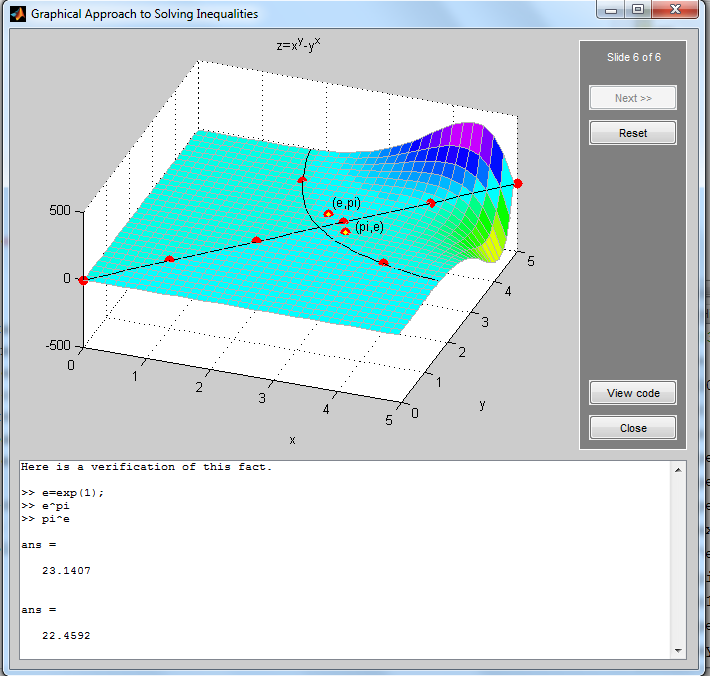 Graphical Approach to Solving Inequalities
z=x^y-y^x
Slide 6 of 6
Next >>
Reset
500
0
-500
(e,pi)
(pi,e)
0
1
2
3
4
5
x
0
1
2
3
4
5
y
View code
Close
Here is a verification of this fact.
>> e=exp(1);
>> e^pi
>> pi^e
ans =
23.1407
ans =
22.4592